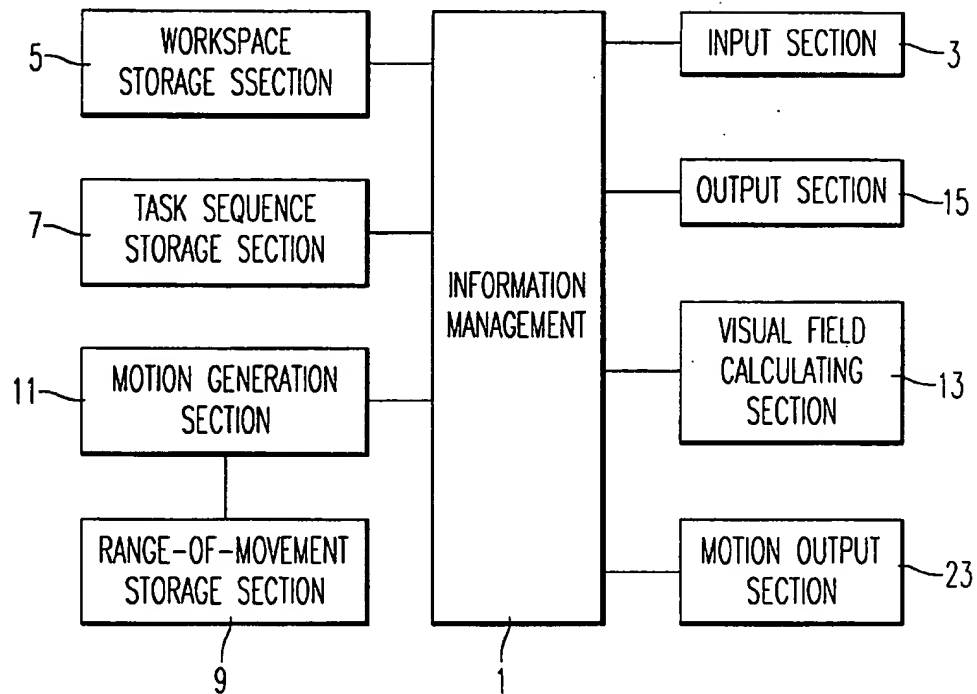 5
WORKSPACE
STORAGE SSECTION
7
TASK SEQUENCE
STORAGE SECTION
11
MOTION GENERATION
SECTION
RANGE-OF-MOVEMENT
STORAGE SECTION
9
INFORMATION
MANAGEMENT
1
INPUT SECTION
3
OUTPUT SECTION
15
VISUAL FIELD
CALCULATING
SECTION
13
MOTION OUTPUT
SECTION
23